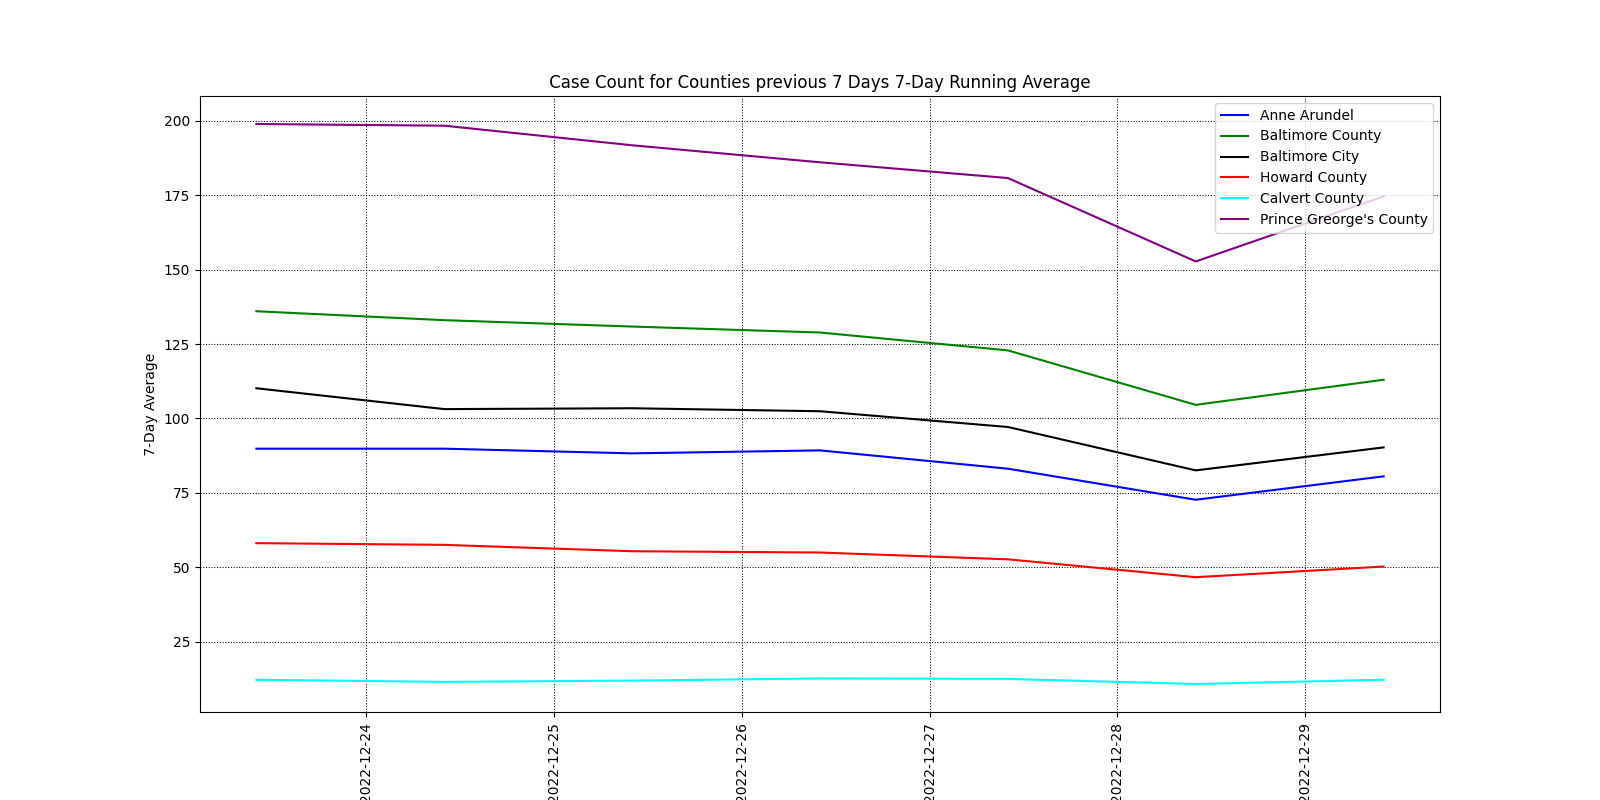 Case Count for Counties previous 7 Days 7-Day Running Average
Anne Arundel
Baltimore County
Baltimore City
Howard County
Calvert County
Prince Greorge's County
200
175
150
125
100
75
50
25
7-Day Average
2022-12-24
2022-12-25
2022-12-26
2022-12-27
2022-12-28
2022-12-29